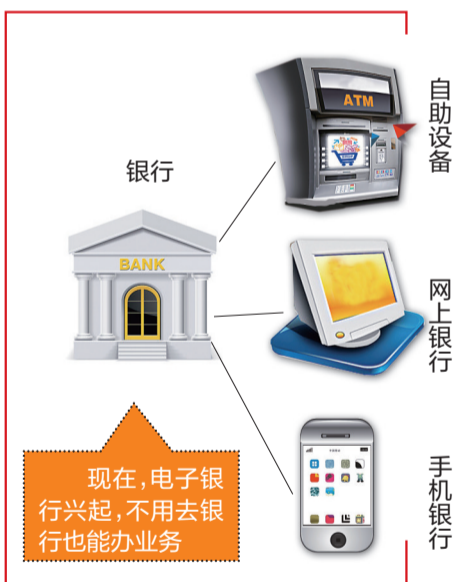 银行
BANK
ATM
自助设备
网上银行
手机银行
现在，电子银
行兴起，不用去银
行也能办业务